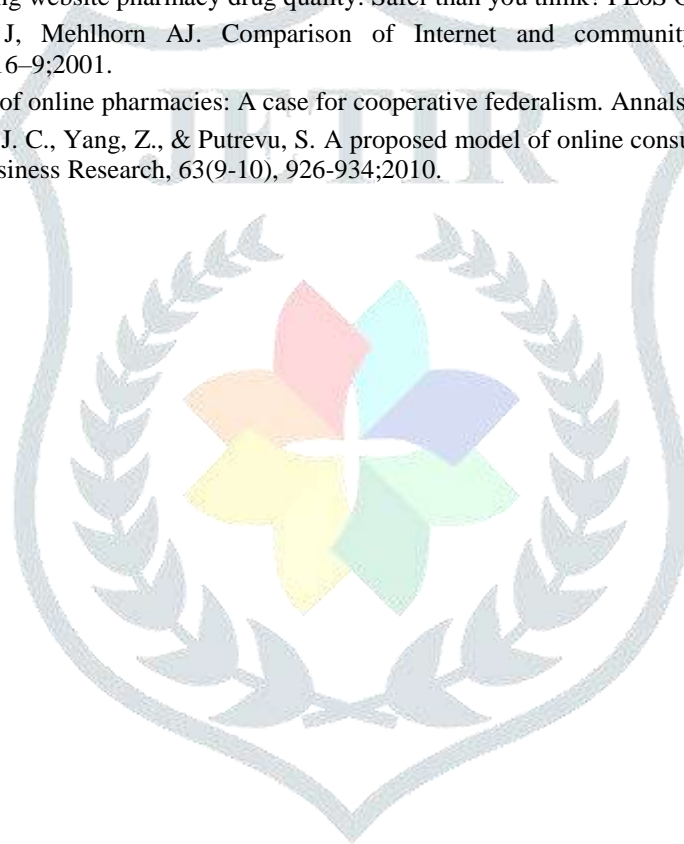 ng website pharmacy drug quality: Safer than you think? PLoS
J, Mehlhorn AJ. Comparison of Internet and community
16–9;2001.
of online pharmacies: A case for cooperative federalism. Annals
J. C., Yang, Z., & Putrevu, S. A proposed model of online consu
siness Research, 63(9-10), 926-934;2010.
JETIR